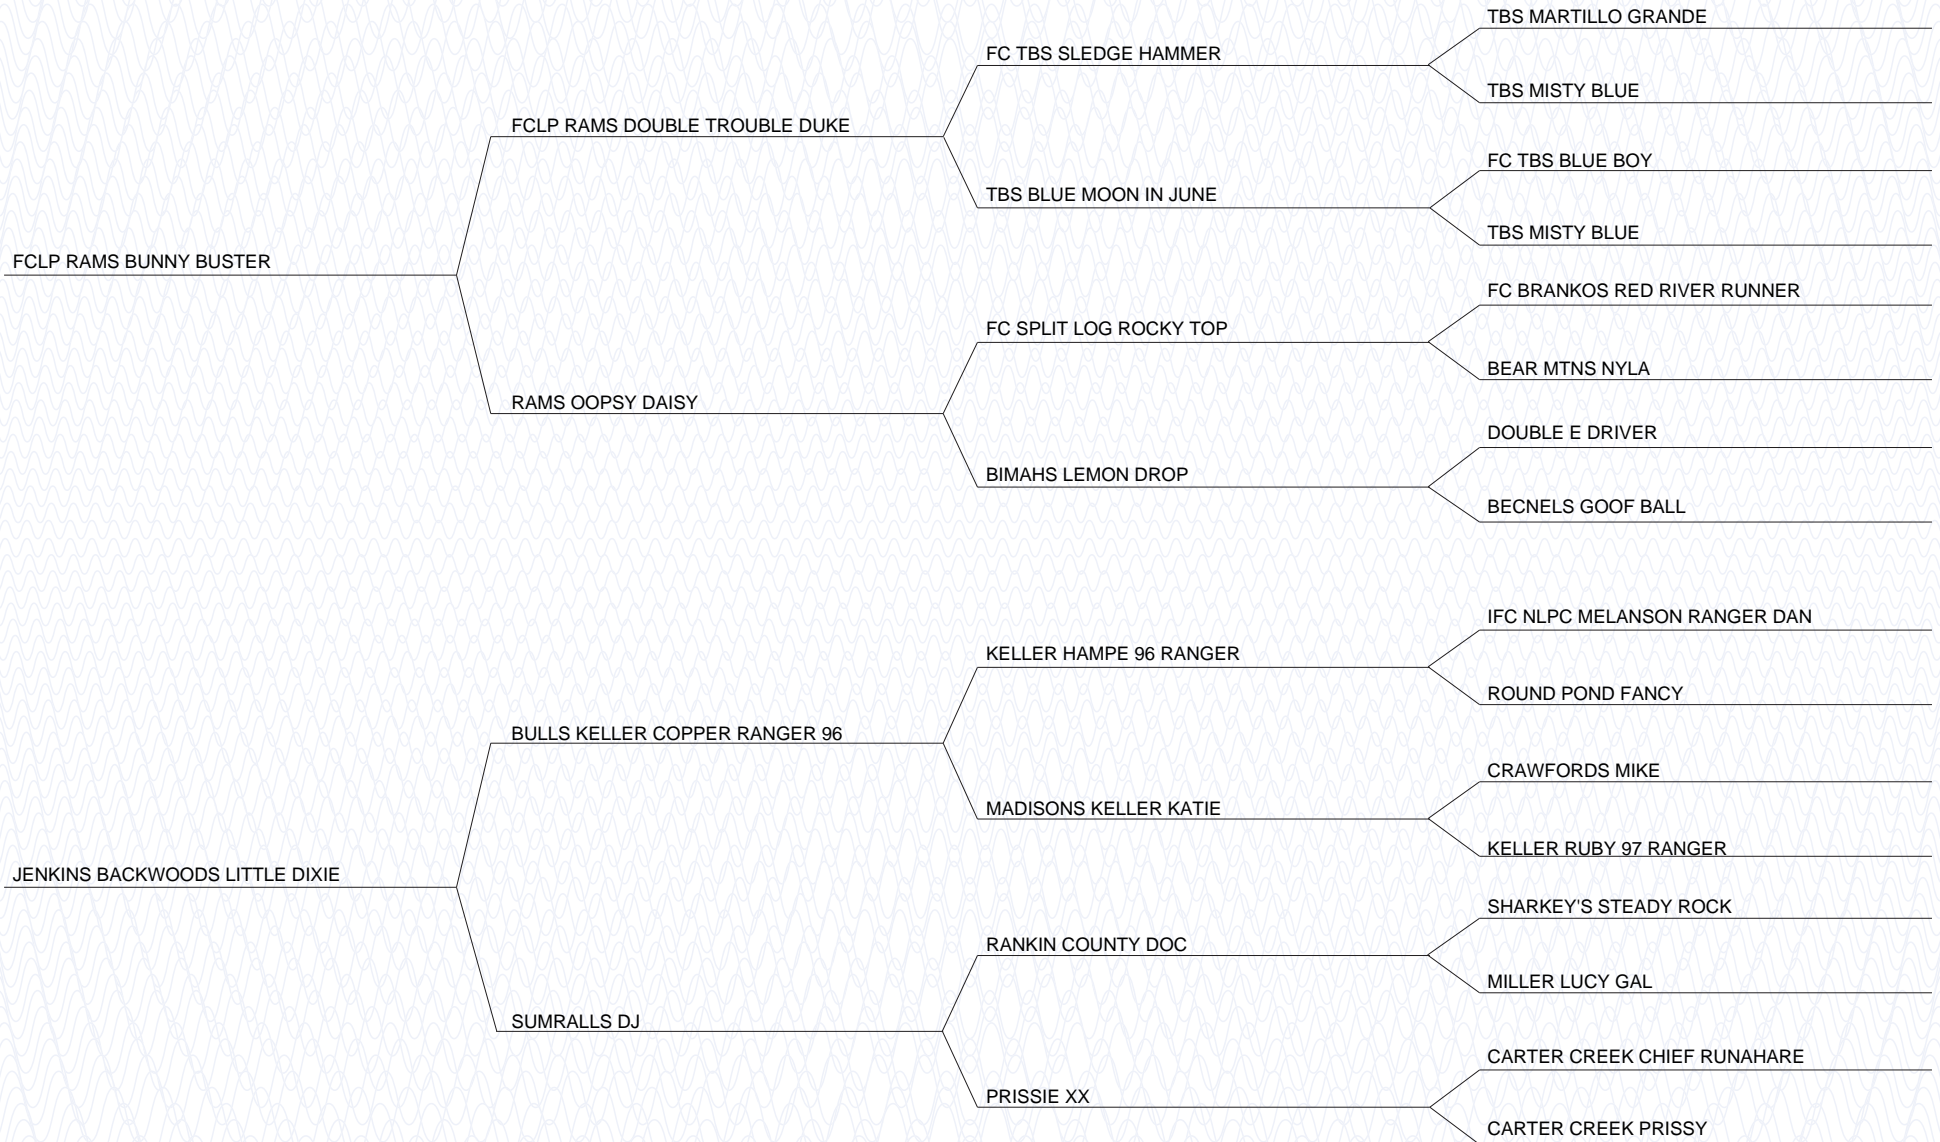 TBS MARTILLO GRANDE
FC TBS SLEDGE HAMMER
TBS MISTY BLUE
FCLP RAMS DOUBLE TROUBLE DUKE
FC TBS BLUE BOY
TBS BLUE MOON IN JUNE
TBS MISTY BLUE
FCLP RAMS BUNNY BUSTER
FC BRANKOS RED RIVER RUNNER
FC SPLIT LOG ROCKY TOP
BEAR MTNS NYLA
RAMS OOPSY DAISY
DOUBLE E DRIVER
BIMAHS LEMON DROP
BECNELS GOOF BALL
IFC NLPC MELANSON RANGER DAN
KELLER HAMPE 96 RANGER
ROUND POND FANCY
BULLS KELLER COPPER RANGER 96
CRAWFORDS MIKE
MADISONS KELLER KATIE
KELLER RUBY 97 RANGER
JENKINS BACKWOODS LITTLE DIXIE
SHARKEY'S STEADY ROCK
RANKIN COUNTY DOC
MILLER LUCY GAL
SUMRALLS DJ
CARTER CREEK CHIEF RUNAHARE
PRISSIE XX
CARTER CREEK PRISSY